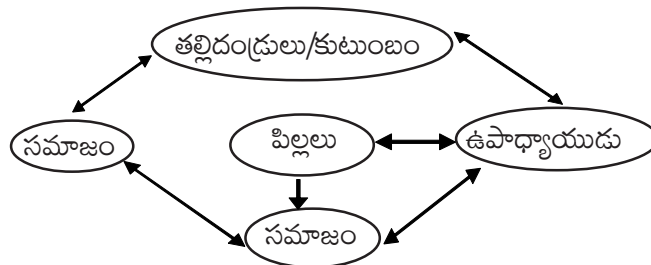 తల్లిదండ్రులు/కుటుంబం
సమాజం
పిల్లలు
ఉపాధ్యాయుడు
సమాజం